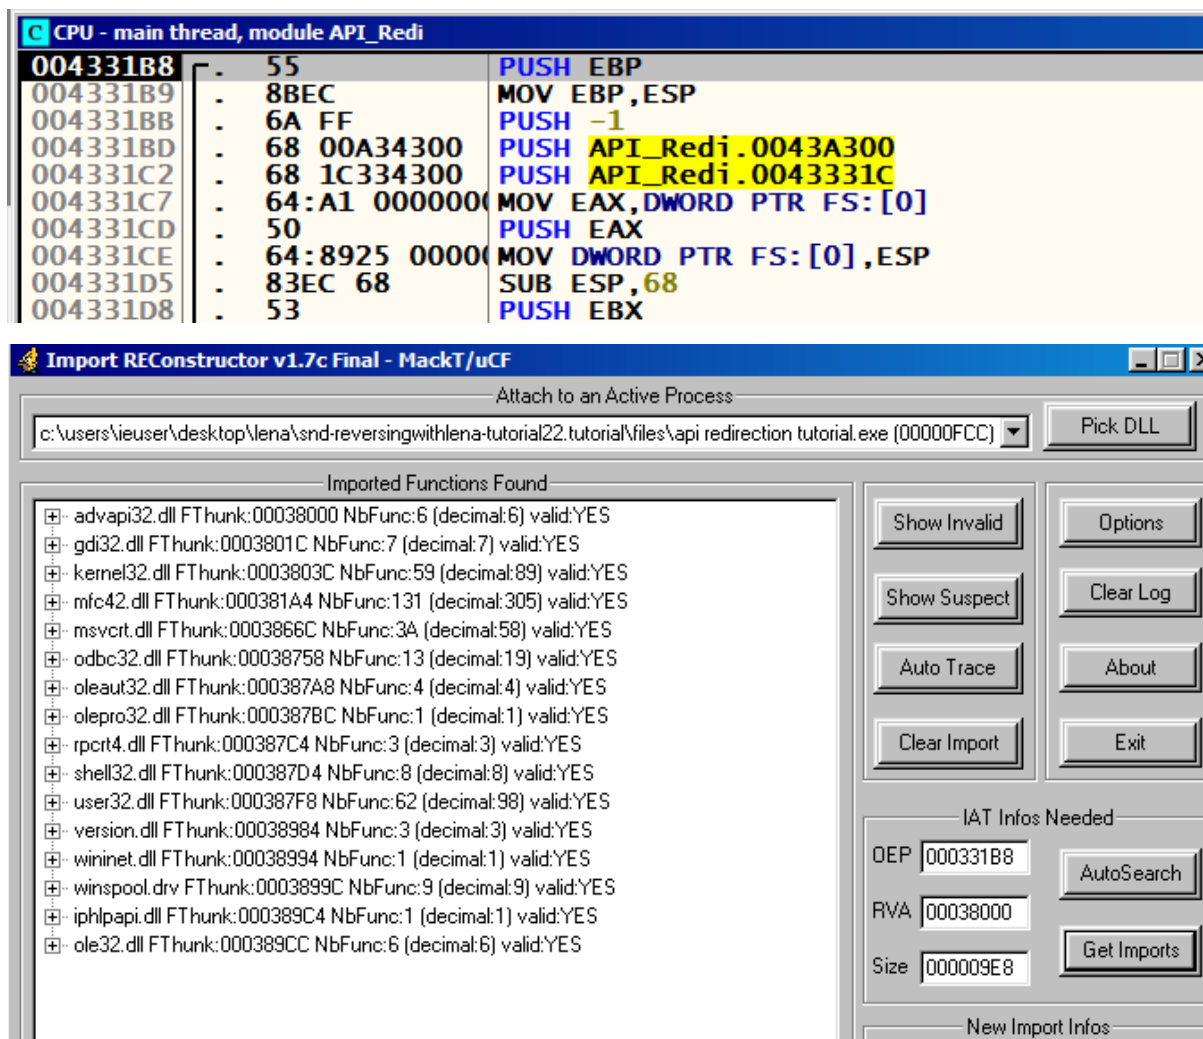 C CPU - main thread, module API_Redi
004331B8 . 55 PUSH EBP
004331B9 . 8BEC MOV EBP,ESP
004331BB . 6A FF PUSH -1
004331BD . 68 00A34300 PUSH API_Redi.0043A300
004331C2 . 68 1C334300 PUSH API_Redi.0043331C
004331C7 . 64:A1 0000000( MOV EAX,DWORD PTR FS:[0]
004331CD . 50 PUSH EAX
004331CE . 64:8925 0000( MOV DWORD PTR FS:[0],ESP
004331D5 . 83EC 68 SUB ESP,68
004331D8 . 53 PUSH EBX
Import REConstructor v1.7c Final - MackT/uCF
Attach to an Active Process
c:\users\ieuser\desktop\lena\snd-reversingwithlena-tutorial22.tutorial\files\api redirection tutorial.exe (00000FCC)
Pick DLL
Imported Functions Found
advapi32.dll FThunk:00038000 NbFunc:6 (decimal:6) valid:YES
gdi32.dll FThunk:0003801C NbFunc:7 (decimal:7) valid:YES
kernel32.dll FThunk:0003803C NbFunc:59 (decimal:89) valid:YES
mfc42.dll FThunk:000381A4 NbFunc:131 (decimal:305) valid:YES
msvcrt.dll FThunk:0003866C NbFunc:3A (decimal:58) valid:YES
odbc32.dll FThunk:00038758 NbFunc:13 (decimal:19) valid:YES
oleaut32.dll FThunk:000387A8 NbFunc:4 (decimal:4) valid:YES
olepro32.dll FThunk:000387BC NbFunc:1 (decimal:1) valid:YES
rpcrt4.dll FThunk:000387C4 NbFunc:3 (decimal:3) valid:YES
shell32.dll FThunk:000387D4 NbFunc:8 (decimal:8) valid:YES
user32.dll FThunk:000387F8 NbFunc:62 (decimal:98) valid:YES
version.dll FThunk:00038984 NbFunc:3 (decimal:3) valid:YES
wininet.dll FThunk:00038994 NbFunc:1 (decimal:1) valid:YES
winspool.drv FThunk:0003899C NbFunc:9 (decimal:9) valid:YES
iphlpapi.dll FThunk:000389C4 NbFunc:1 (decimal:1) valid:YES
ole32.dll FThunk:000389CC NbFunc:6 (decimal:6) valid:YES
Show Invalid
Options
Show Suspect
Clear Log
Auto Trace
About
Clear Import
Exit
IAT Infos Needed
OEP 000331B8
AutoSearch
RVA 00038000
Size 000009E8
Get Imports
New Import Infos